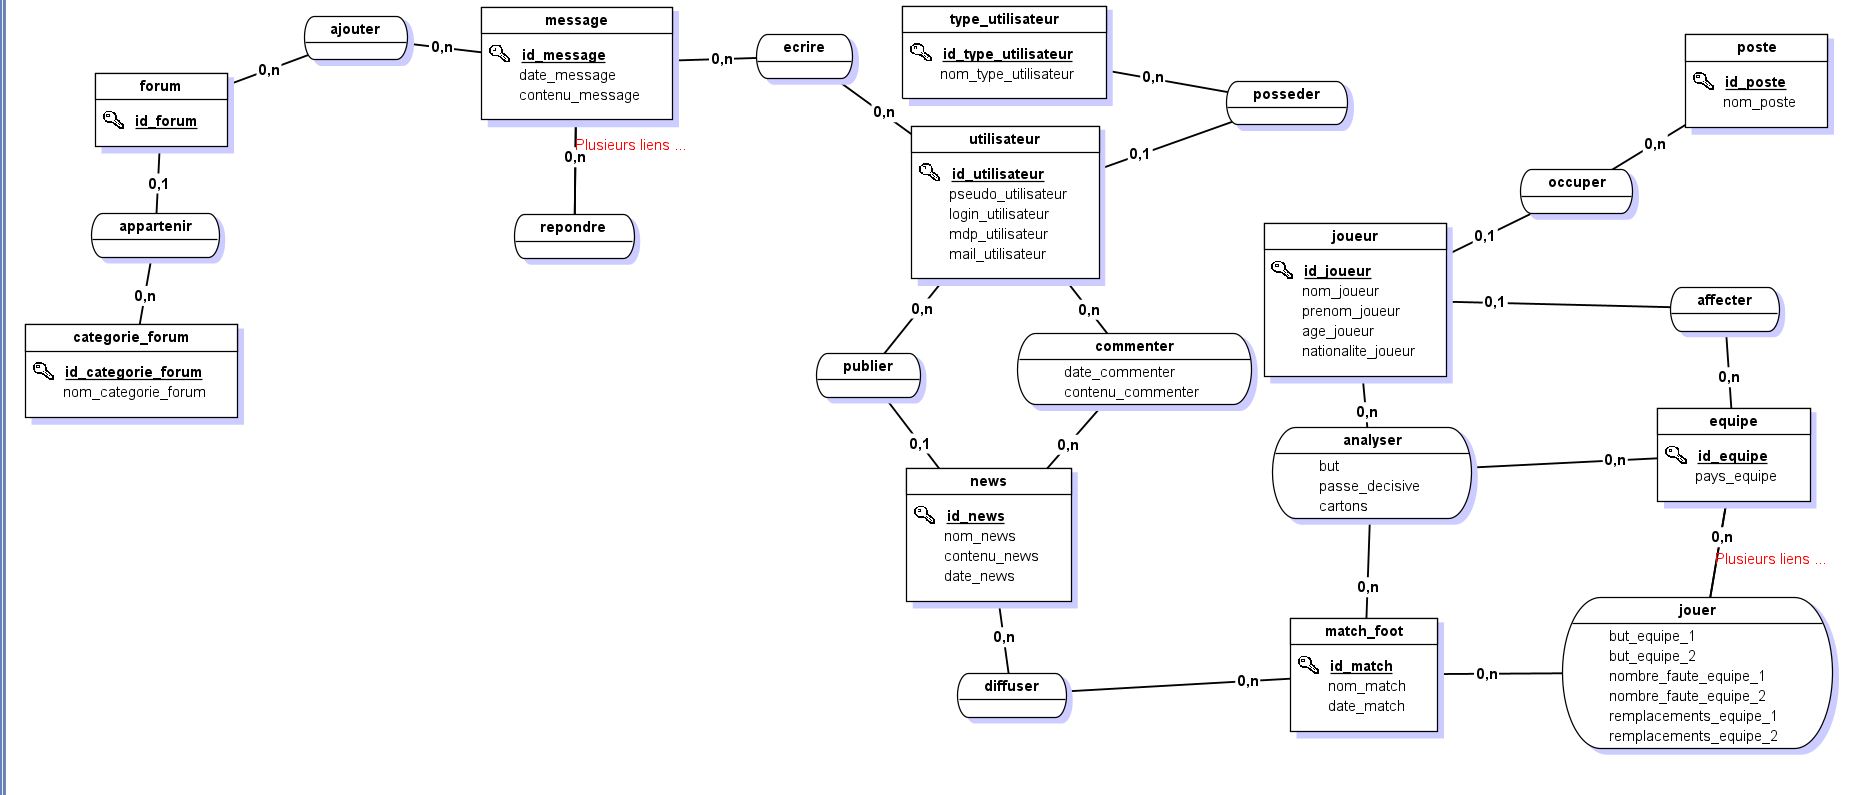 ajouter
0,n
0,n
message
id_message
date_message
contenu_message
0,n
ecrire
0,n
type_utilisateur
id_type_utilisateur
nom_type_utilisateur
0,n
posseder
0,1
poste
id_poste
nom_poste
0,n
occuper
0,1
forum
id_forum
0,1
appartenir
0,n
categorie_forum
id_categorie_forum
nom_categorie_forum
Plusieurs liens ...
0,n
repondre
utilisateur
id_utilisateur
pseudo_utilisateur
login_utilisateur
mdp_utilisateur
mail_utilisateur
0,n
publier
0,1
0,n
commenter
date_commenter
contenu_commenter
0,n
news
id_news
nom_news
contenu_news
date_news
0,n
diffuser
0,n
joueur
id_joueur
nom_joueur
prenom_joueur
age_joueur
nationalite_joueur
0,1
affecter
0,n
0,n
analyser
but
passe_decisive
cartons
0,n
0,n
equipe
id_equipe
pays_equipe
0,n
Plusieurs liens ...
match_foot
id_match
nom_match
date_match
0,n
jouer
but_equipe_1
but_equipe_2
nombre_faute_equipe_1
nombre_faute_equipe_2
remplacements_equipe_1
remplacements_equipe_2